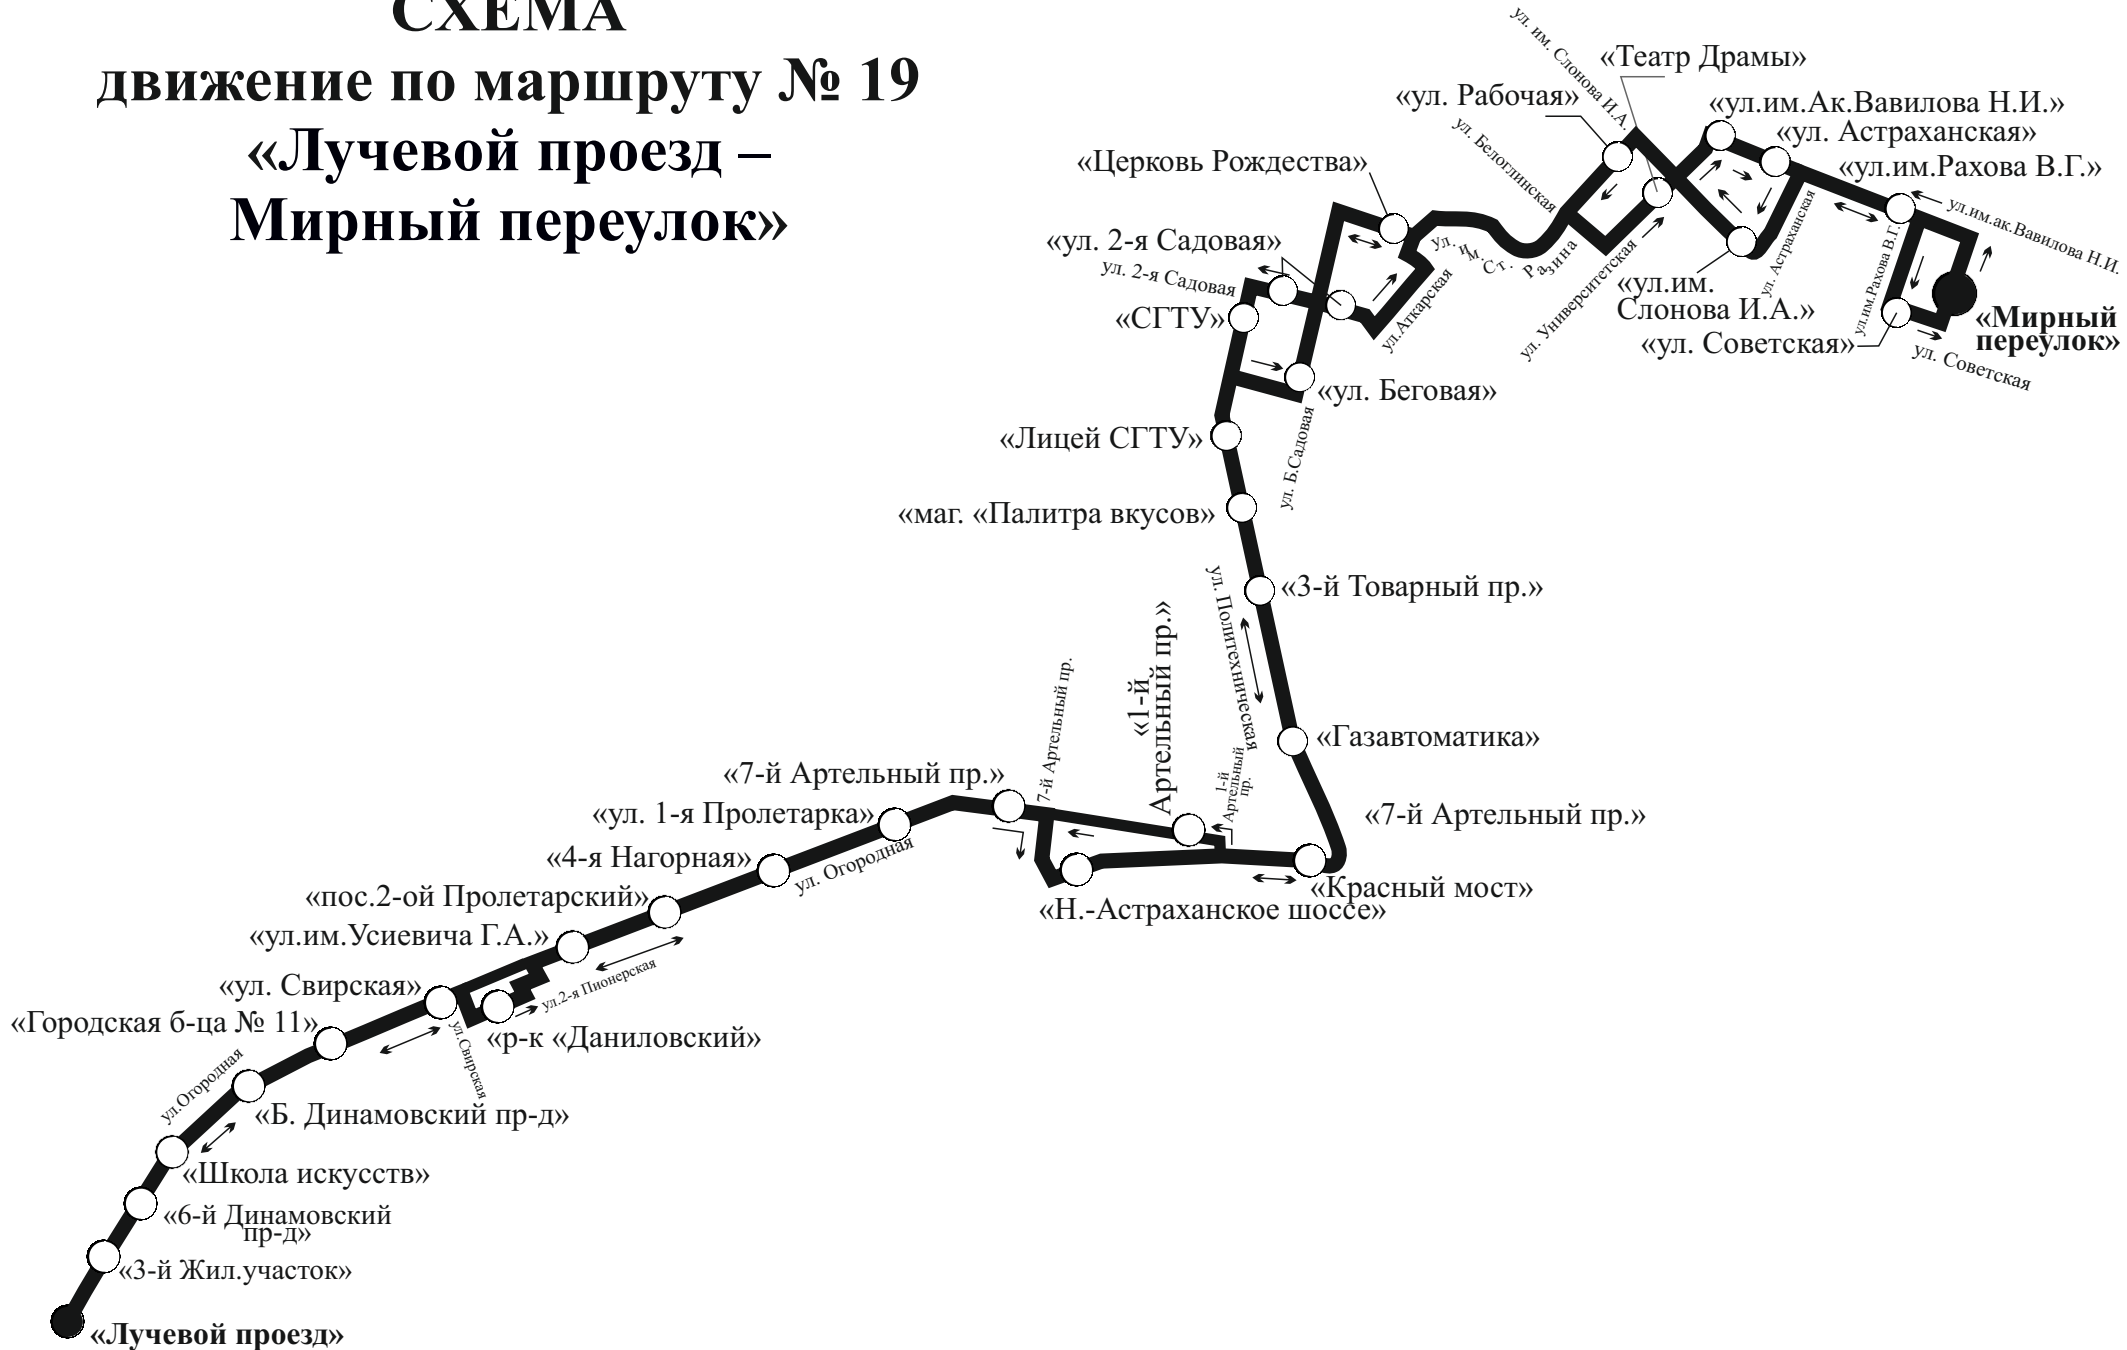 СХЕМА
движение по маршруту № 19
«Лучевой проезд –
Мирный переулок»
ул. им. Слонова И.А.
«Театр Драмы»
«ул. Рабочая»
«ул.им.Ак.Вавилова Н.И.»
ул. Белоглинская
«ул. Астраханская»
«Церковь Рождества»
«ул.им.Рахова В.Г.»
ул.им.ак.Вавилова Н.И.
«ул. 2-я Садовая»
ул. им. Ст. Разина
ул. Астраханская
ул.им.Рахова В.Г.
ул. 2-я Садовая
ул.Аткарская
ул. Университетская
«ул.им.
Слонова И.А.»
«СГТУ»
«Мирный
переулок»
«ул. Советская»
ул. Советская
«ул. Беговая»
«Лицей СГТУ»
ул. Б.Садовая
«маг. «Палитра вкусов»
«3-й Товарный пр.»
ул. Политехническая
«1-й
Артельный пр.»
7-й Артельный пр.
«Газавтоматика»
1-й
Артельный
пр.
«7-й Артельный пр.»
«ул. 1-я Пролетарка»
«7-й Артельный пр.»
«4-я Нагорная»
ул. Огородная
«Красный мост»
«пос.2-ой Пролетарский»
«Н.-Астраханское шоссе»
«ул.им.Усиевича Г.А.»
ул.2-я Пионерская
«ул. Свирская»
«Городская б-ца № 11»
«р-к «Даниловский»
ул.Свирская
ул.Огородная
«Б. Динамовский пр-д»
«Школа искусств»
«6-й Динамовский
пр-д»
«3-й Жил.участок»
«Лучевой проезд»